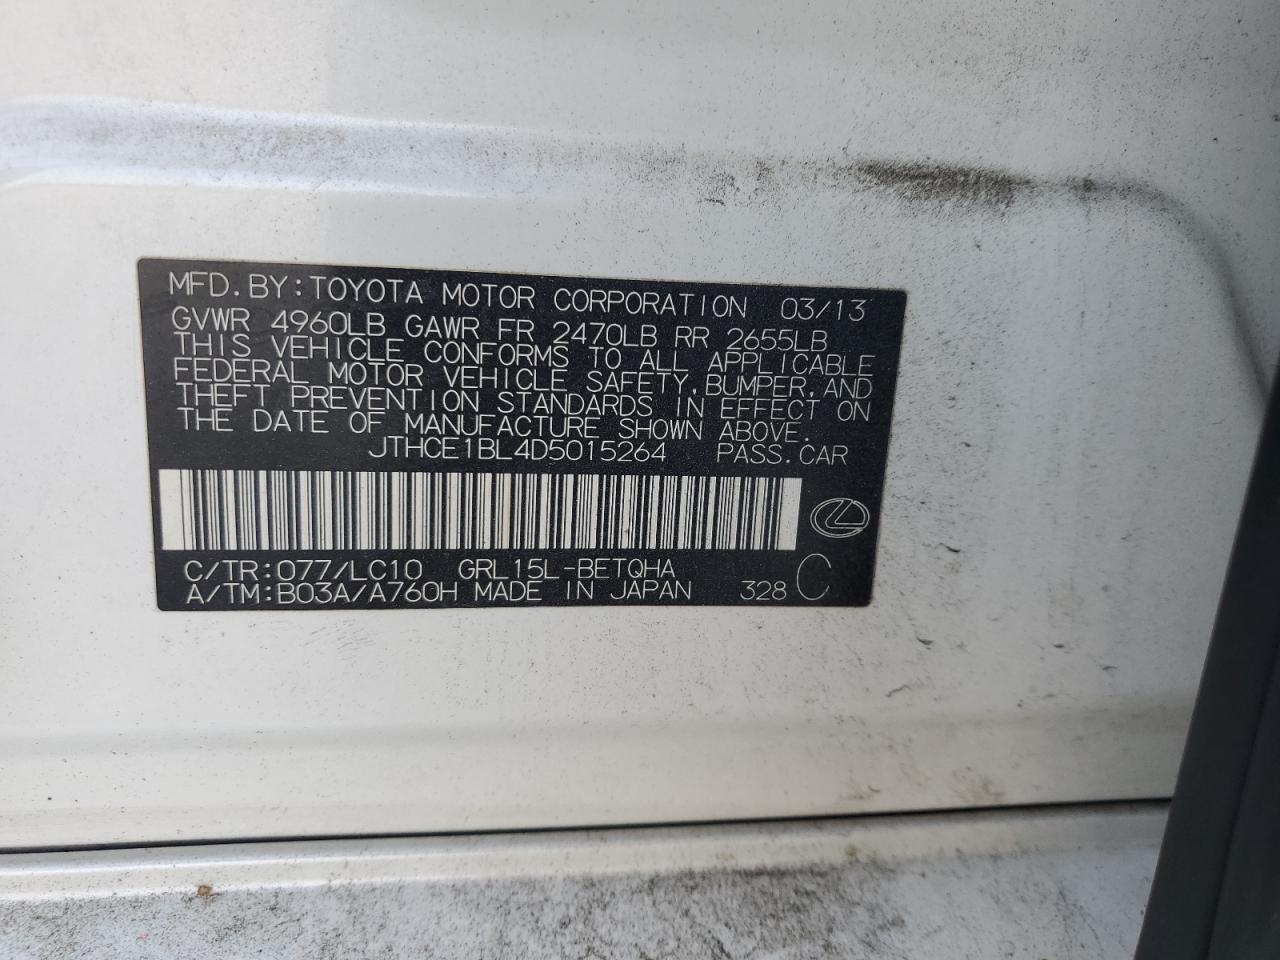 MFD. BY: TOYOTA MOTOR CORPORATION 03/13
GVWR 4960LB GAWR FR 2470LB RR 2655LB
THIS VEHICLE CONFORMS TO ALL APPLICABLE
FEDERAL MOTOR VEHICLE SAFETY, BUMPER, AND
THEFT PREVENTION STANDARDS IN EFFECT ON
THE DATE OF MANUFACTURE SHOWN ABOVE.
JTHCE1BL4D5015264 PASS. CAR
C/TR: 077/LC10 GRL15L-BETQHA
A/TM: B03A/A760H MADE IN JAPAN 328 C